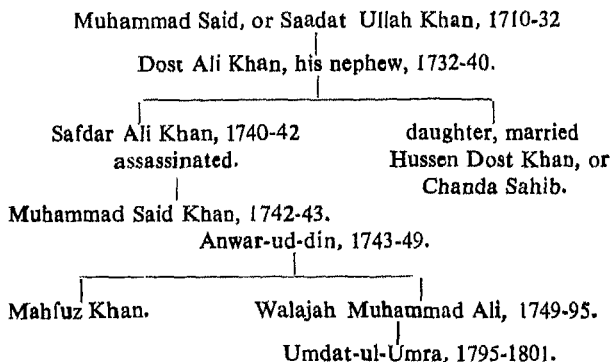 Muhammad Said, or Saadat Ullah Khan, 1710-32
Dost Ali Khan, his nephew, 1732-40.
Safdar Ali Khan, 1740-42
assassinated.
daughter, married
Hussen Dost Khan, or
Chanda Sahib.
Muhammad Said Khan, 1742-43.
Anwar-ud-din, 1743-49.
Mahfuz Khan.
Walajah Muhammad Ali, 1749-95.
Umdat-ul-Umra, 1795-1801.